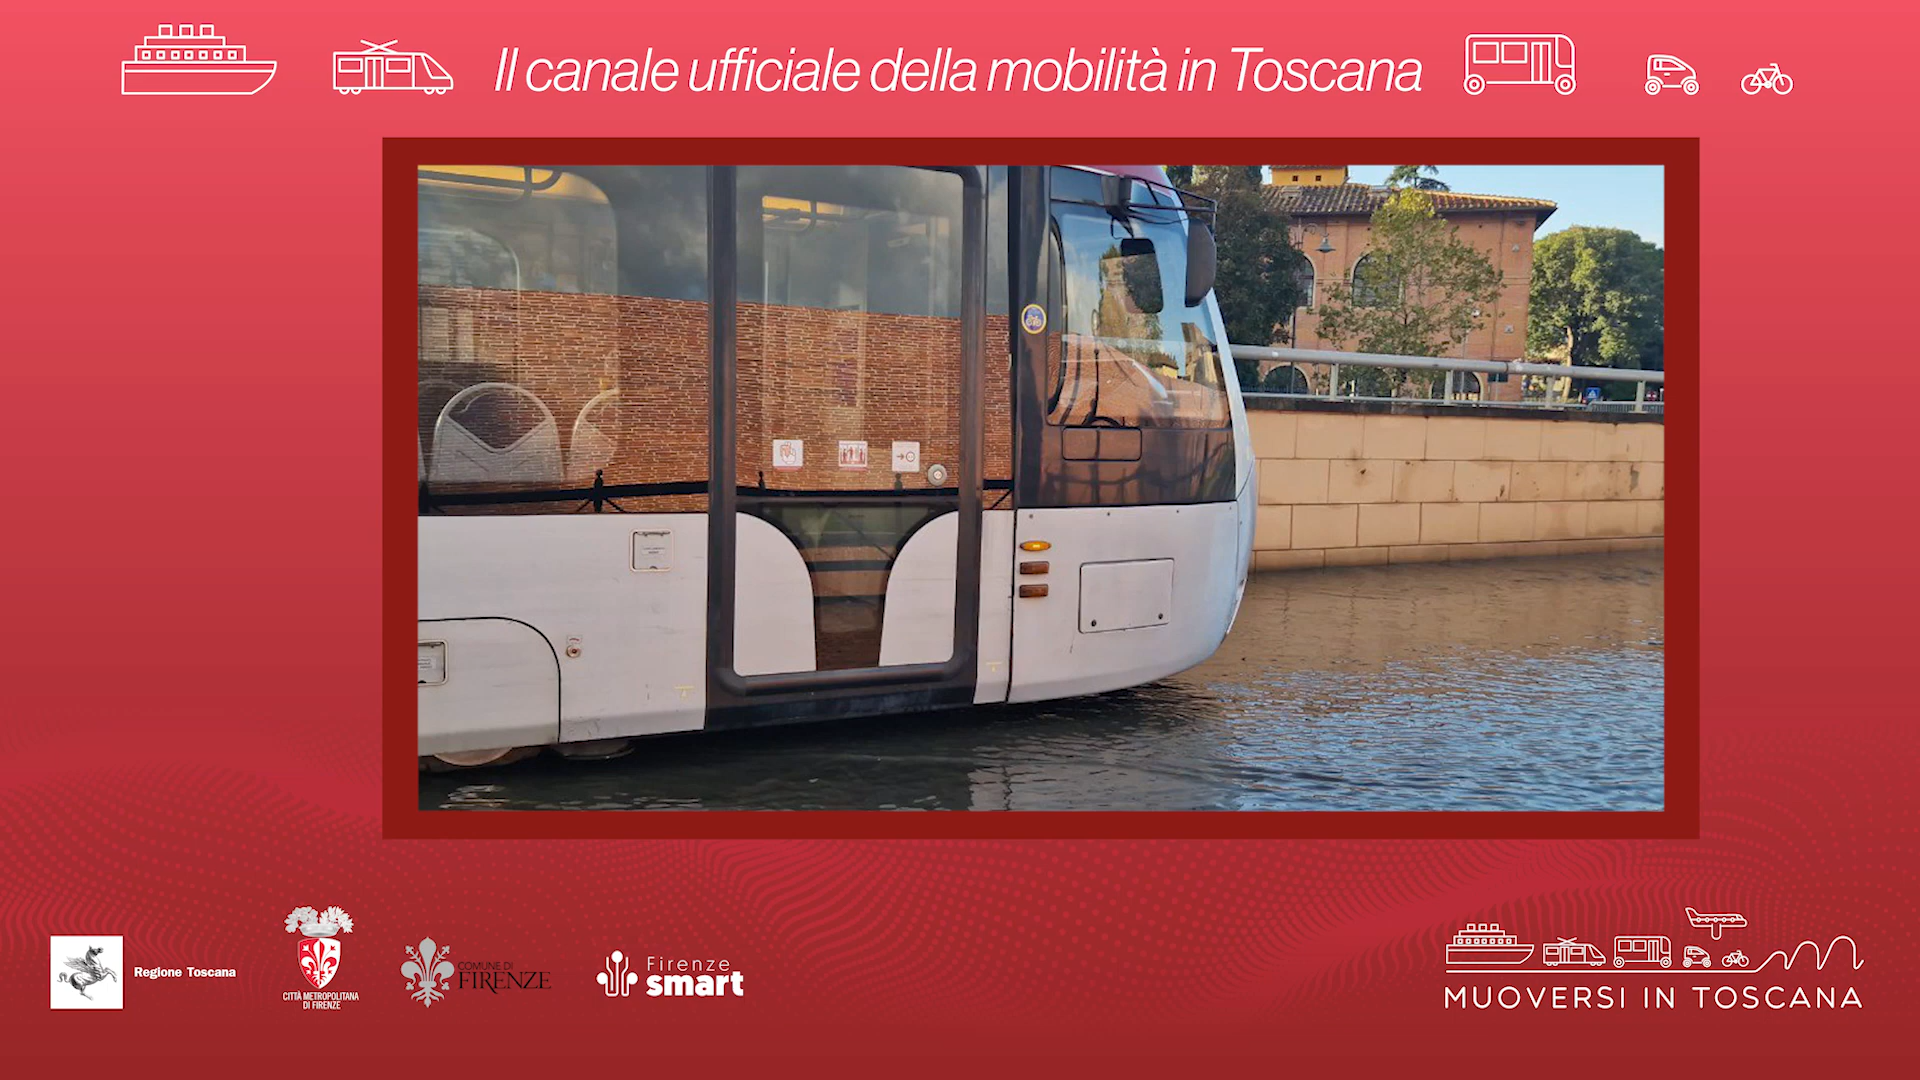 Il canale ufficiale della mobilità in Toscana
Regione Toscana
CITTÀ METROPOLITANA
DI FIRENZE
COMUNE DI
FIRENZE
Firenze
smart
MUOVERSI IN TOSCANA